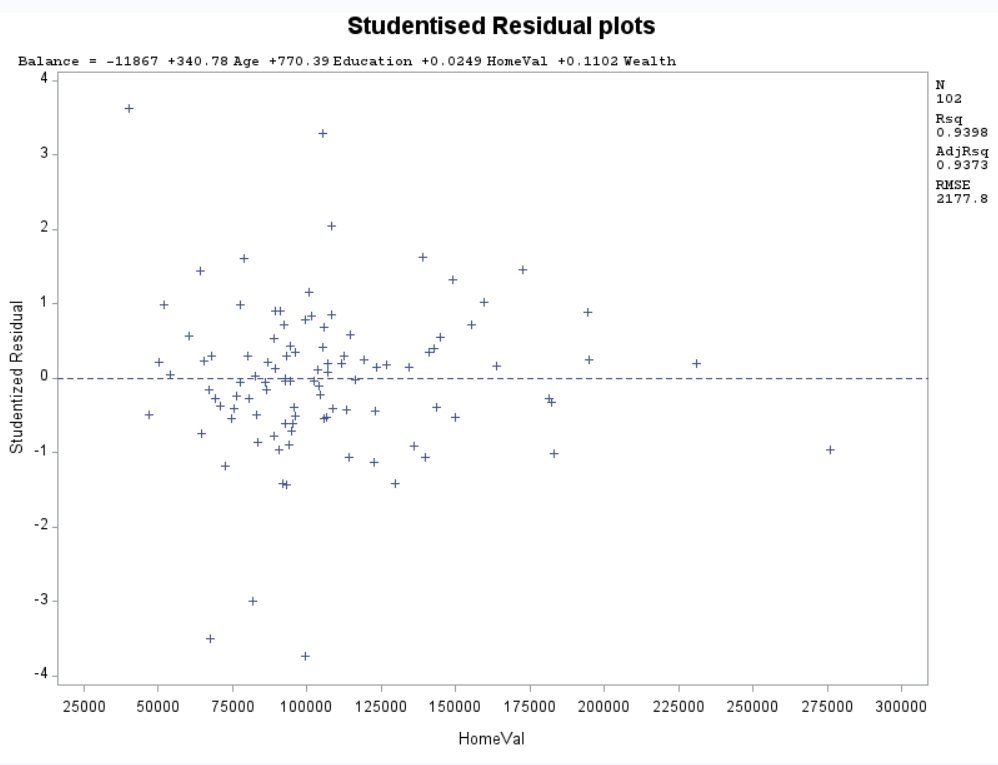 Studentised Residual plots
Balance = -11867 +340.78 Age +770.39 Education +0.0249 HomeVal +0.1102 Wealth
N
102
Rsq
0.9398
AdjRsq
0.9373
RMSE
2177.8
4
3
2
1
0
-1
-2
-3
-4
Studentized Residual
25000 50000 75000 100000 125000 150000 175000 200000 225000 250000 275000 300000
HomeVal